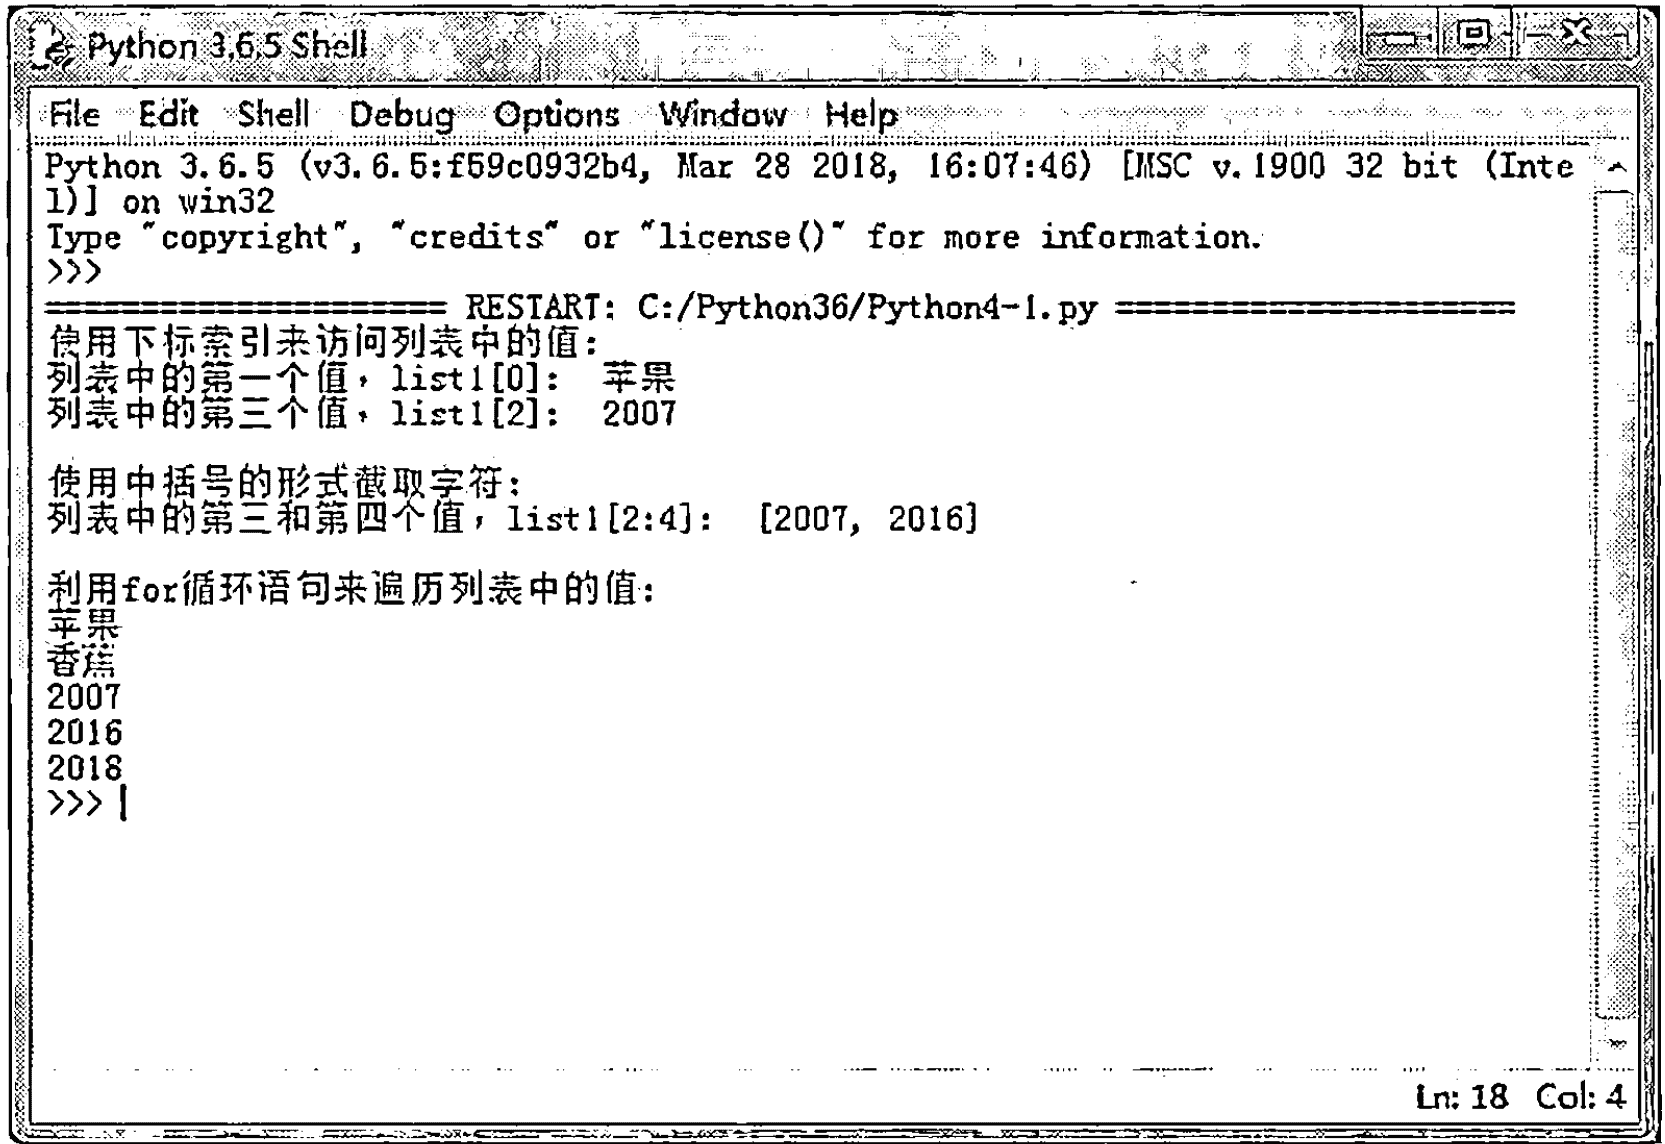 Python 3.6.5 Shell
File Edit Shell Debug Options Window Help
Python 3.6.5 (v3.6.5:f59c0932b4, Mar 28 2018, 16:07:46) [MSC v.1900 32 bit (Inte
l)] on win32
Type "copyright", "credits" or "license()" for more information.
>>>
===================== RESTART: C:/Python36/Python4-1.py =====================
使用下标索引来访问列表中的值：
列表中的第一个值，list1[0]： 苹果
列表中的第三个值，list1[2]： 2007
使用中括号的形式截取字符：
列表中的第三和第四个值，list1[2:4]： [2007, 2016]
利用for循环语句来遍历列表中的值：
苹果
香蕉
2007
2016
2018
>>>
Ln: 18 Col: 4